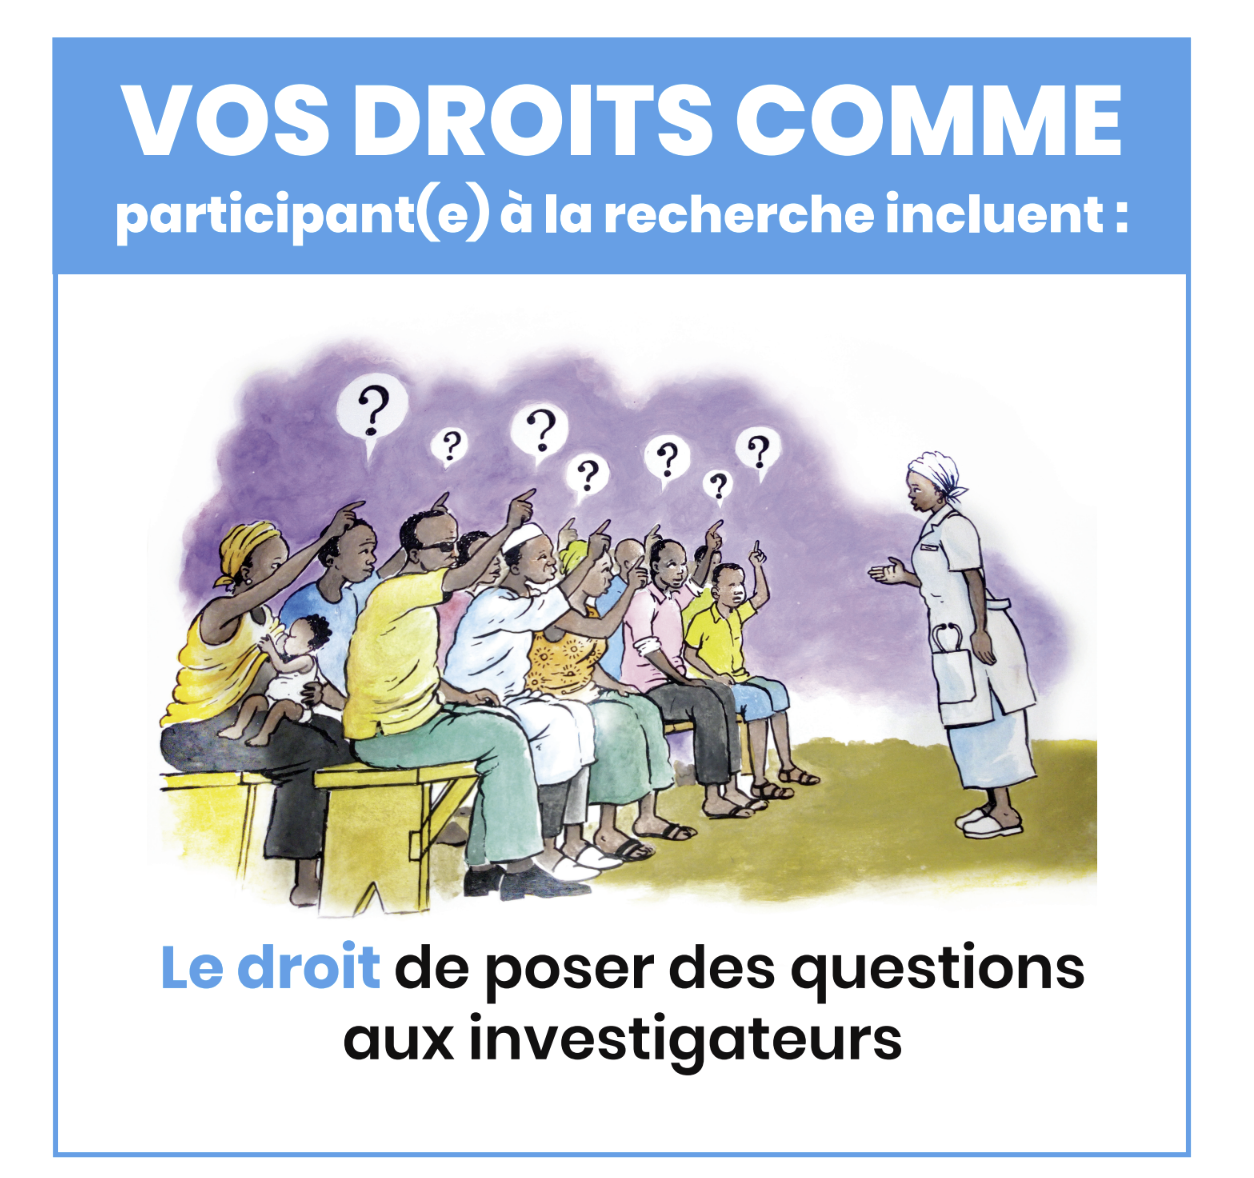 VOS DROITS COMME
participant(e) à la recherche incluent :
?
?
?
?
?
?
?
Le droit de poser des questions
aux investigateurs